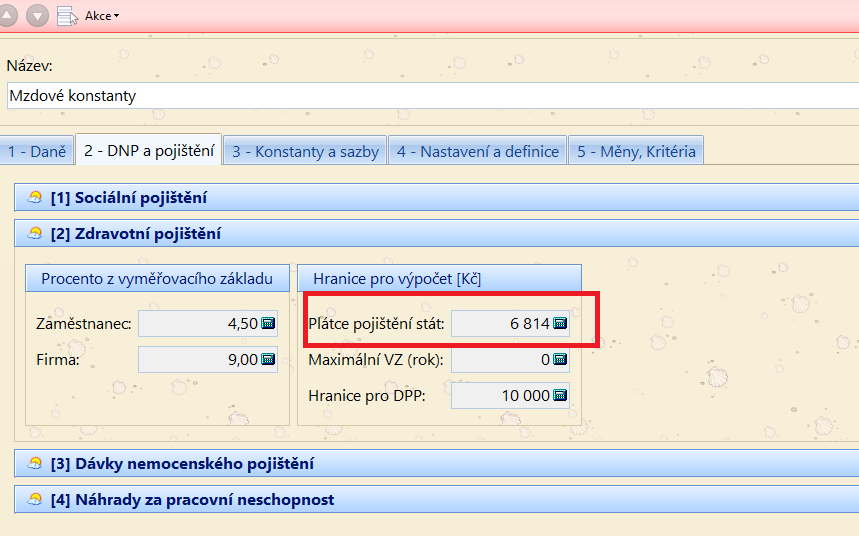 Akce
Název:
Mzdové konstanty
1 - Daně
2 - DNP a pojištění
3 - Konstanty a sazby
4 - Nastavení a definice
5 - Měny, Kritéria
[1] Sociální pojištění
[2] Zdravotní pojištění
Procento z vyměřovacího základu
Zaměstnanec: 4,50
Firma: 9,00
Hranice pro výpočet [Kč]
Plátce pojištění stát: 6 814
Maximální VZ (rok): 0
Hranice pro DPP: 10 000
[3] Dávky nemocenského pojištění
[4] Náhrady za pracovní neschopnost